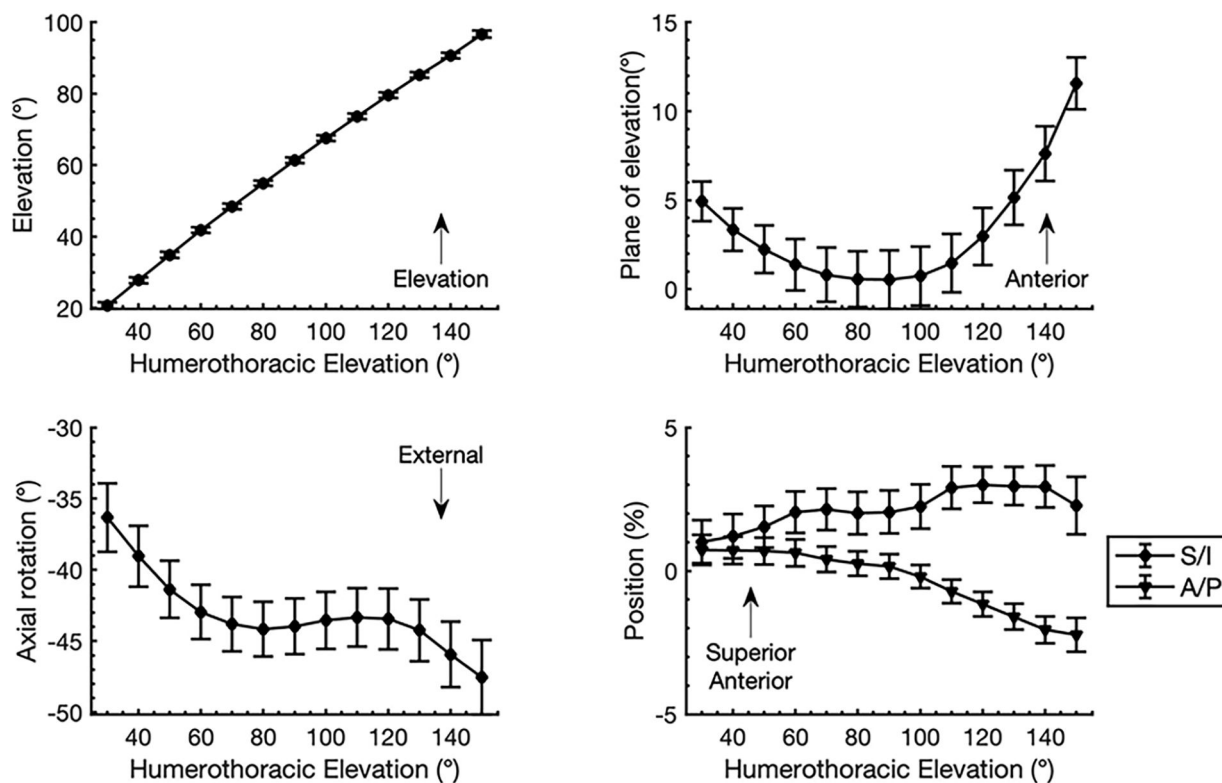 100
80
60
40
20
Elevation (°)
Elevation
40 60 80 100 120 140
Humerothoracic Elevation (°)
15
10
5
0
Plane of elevation(°)
Anterior
40 60 80 100 120 140
Humerothoracic Elevation (°)
-30
-35
-40
-45
-50
Axial rotation (°)
External
40 60 80 100 120 140
Humerothoracic Elevation (°)
5
0
-5
Position (%)
Superior
Anterior
40 60 80 100 120 140
Humerothoracic Elevation (°)
S/I
A/P